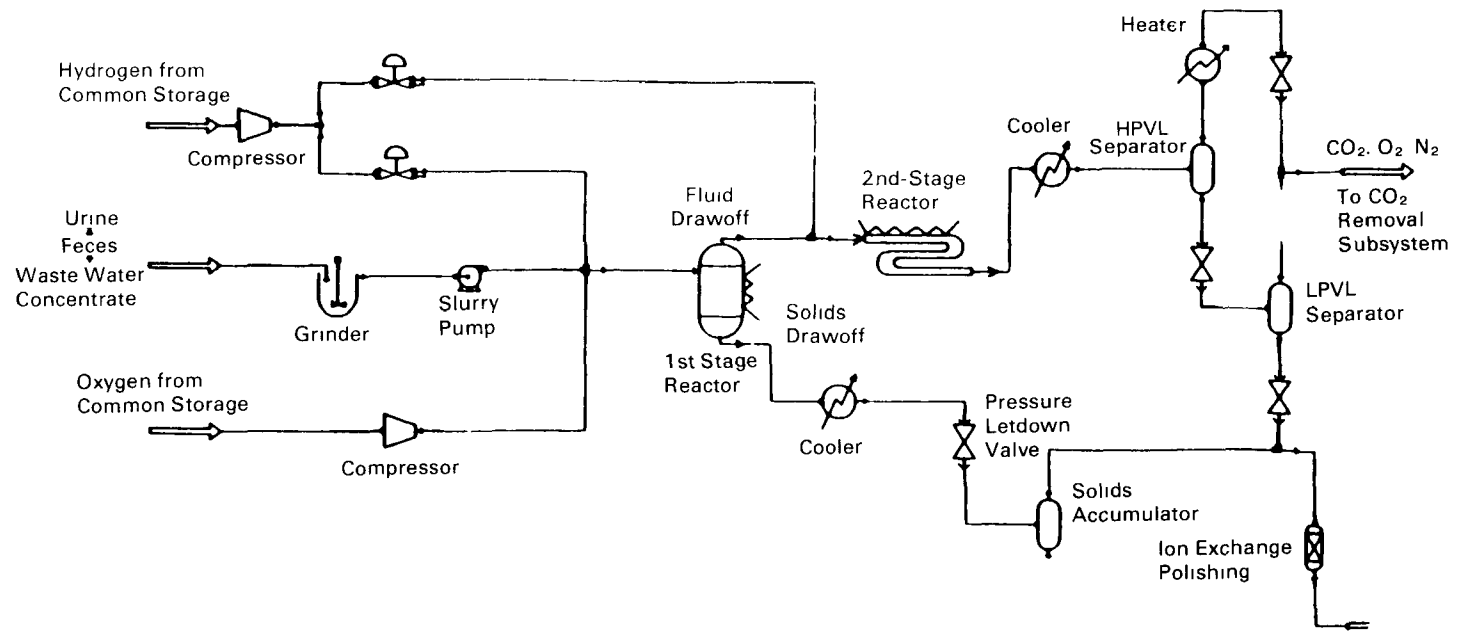 Heater
Hydrogen from
Common Storage
Compressor
Cooler
HPVL
Separator
CO₂. O₂ N₂
To CO₂
Removal
Subsystem
Urine
Feces
Waste Water
Concentrate
Grinder
Slurry
Pump
Fluid
Drawoff
2nd-Stage
Reactor
Solids
Drawoff
1st Stage
Reactor
LPVL
Separator
Oxygen from
Common Storage
Compressor
Cooler
Pressure
Letdown
Valve
Solids
Accumulator
Ion Exchange
Polishing